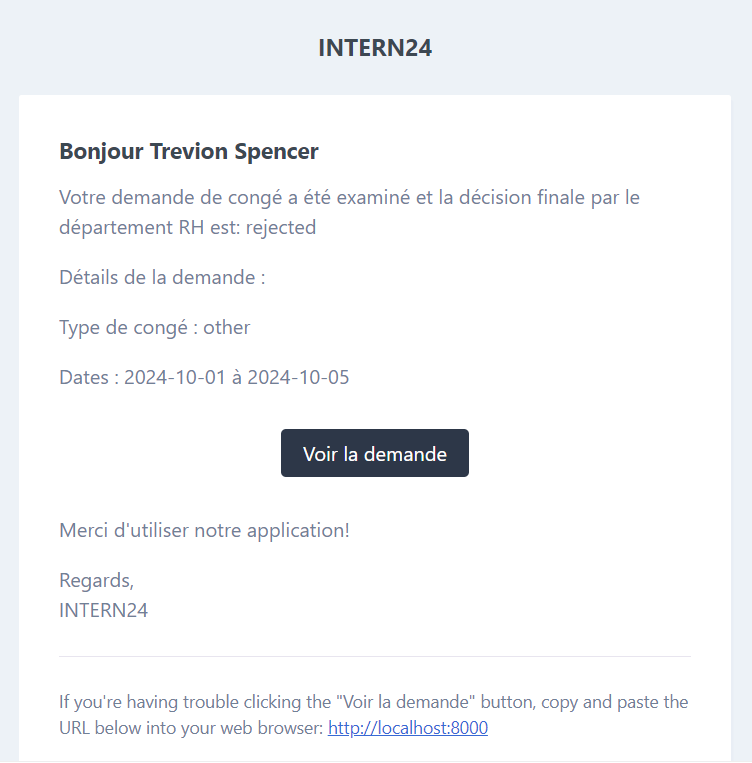 INTERN24
Bonjour Trevion Spencer
Votre demande de congé a été examiné et la décision finale par le
département RH est: rejected
Détails de la demande :
Type de congé : other
Dates : 2024-10-01 à 2024-10-05
Voir la demande
Merci d'utiliser notre application!
Regards,
INTERN24
If you're having trouble clicking the "Voir la demande" button, copy and paste the
URL below into your web browser: http://localhost:8000